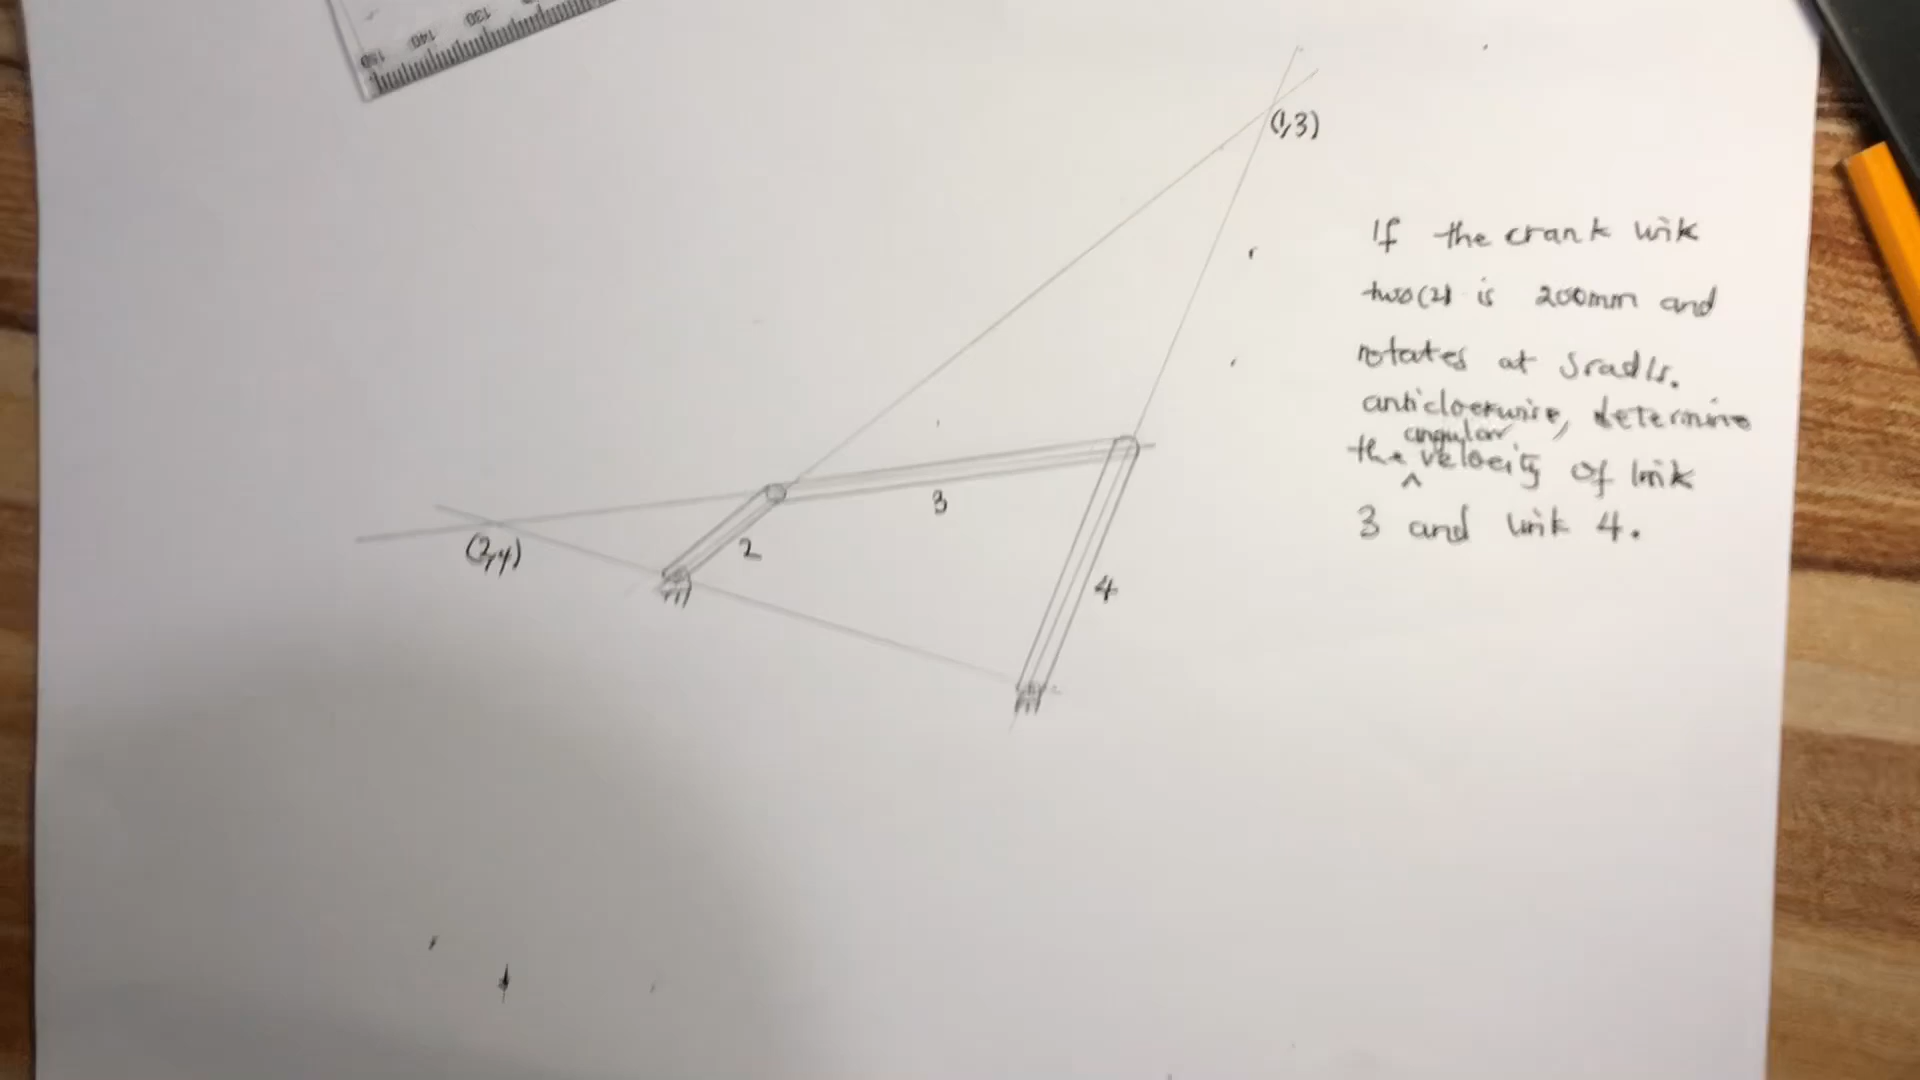 150 140 130
(1,3)
If the crank link
two(2) is 200mm and
rotates at 5rad/s.
anticlockwise, determine
the angular velocity of link
3 and link 4.
3
(2,4)
2
4